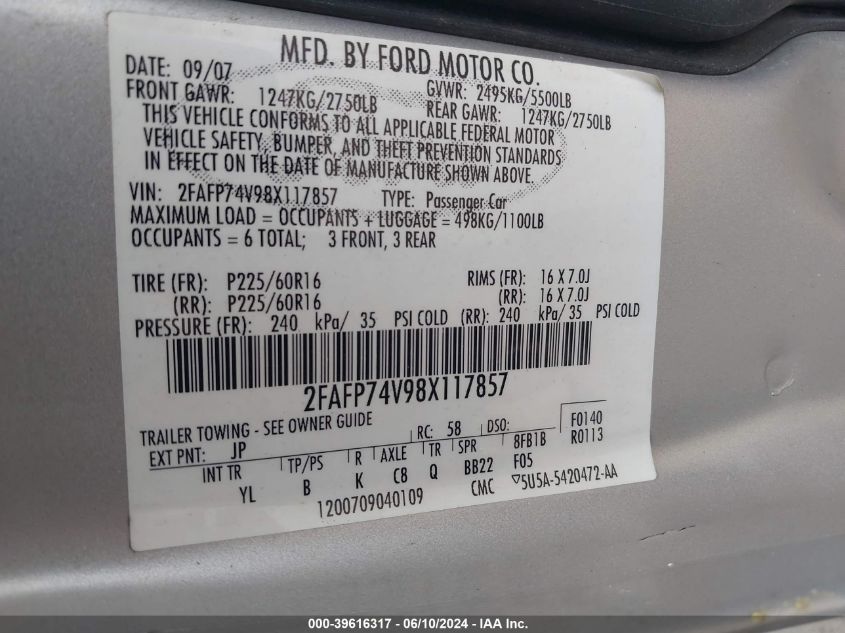 MFD. BY FORD MOTOR CO.
DATE: 09/07 GVWR: 2495KG/5500LB
FRONT GAWR: 1247KG/2750LB REAR GAWR: 1247KG/2750LB
THIS VEHICLE CONFORMS TO ALL APPLICABLE FEDERAL MOTOR
VEHICLE SAFETY, BUMPER, AND THEFT PREVENTION STANDARDS
IN EFFECT ON THE DATE OF MANUFACTURE SHOWN ABOVE.
VIN: 2FAFP74V98X117857 TYPE: Passenger Car
MAXIMUM LOAD = OCCUPANTS + LUGGAGE = 498KG/1100LB
OCCUPANTS = 6 TOTAL; 3 FRONT, 3 REAR
TIRE (FR): P225/60R16 RIMS (FR): 16 X 7.0J
(RR): P225/60R16 (RR): 16 X 7.0J
PRESSURE (FR): 240 kPa/ 35 PSI COLD (RR): 240 kPa/ 35 PSI COLD
2FAFP74V98X117857
TRAILER TOWING - SEE OWNER GUIDE
EXT PNT: JP RC: 58 DSO: F0140
INT TR TP/PS R AXLE TR SPR 8FB1B R0113
YL B K C8 Q BB22 F05
1200709040109 CMC ▽5U5A-5420472-AA
000-39616317 - 06/10/2024 - IAA Inc.